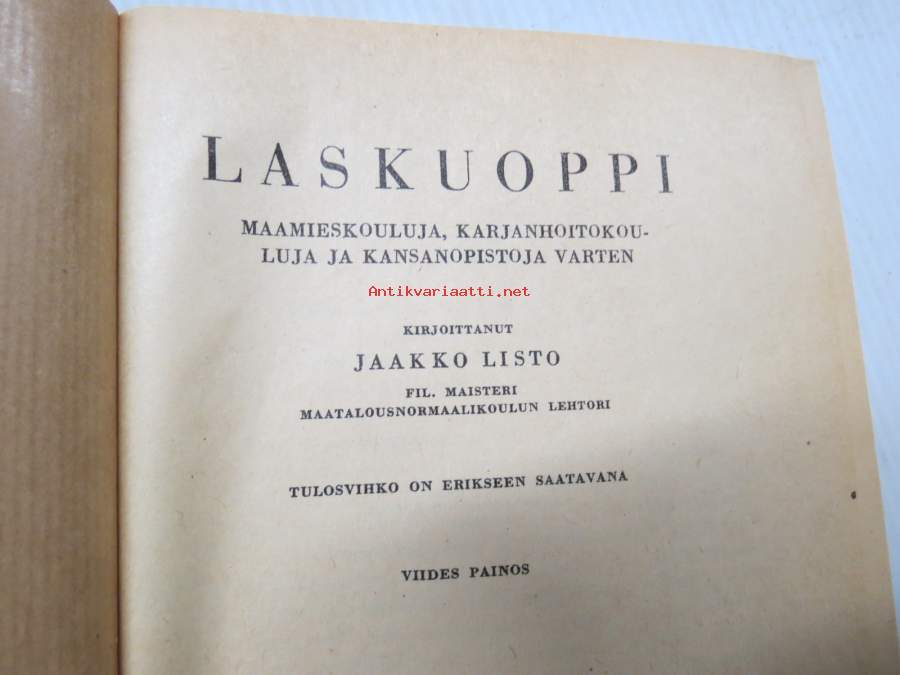 LASKUOPPI
MAAMIESKOULUJA, KARJANHOITOKOU-
LUJA JA KANSANOPISTOJA VARTEN
Antikvariaatti.net
KIRJOITTANUT
JAAKKO LISTO
FIL. MAISTERI
MAATALOUSNORMAALIKOULUN LEHTORI
TULOSVIHKO ON ERIKSEEN SAATAVANA
VIIDES PAINOS